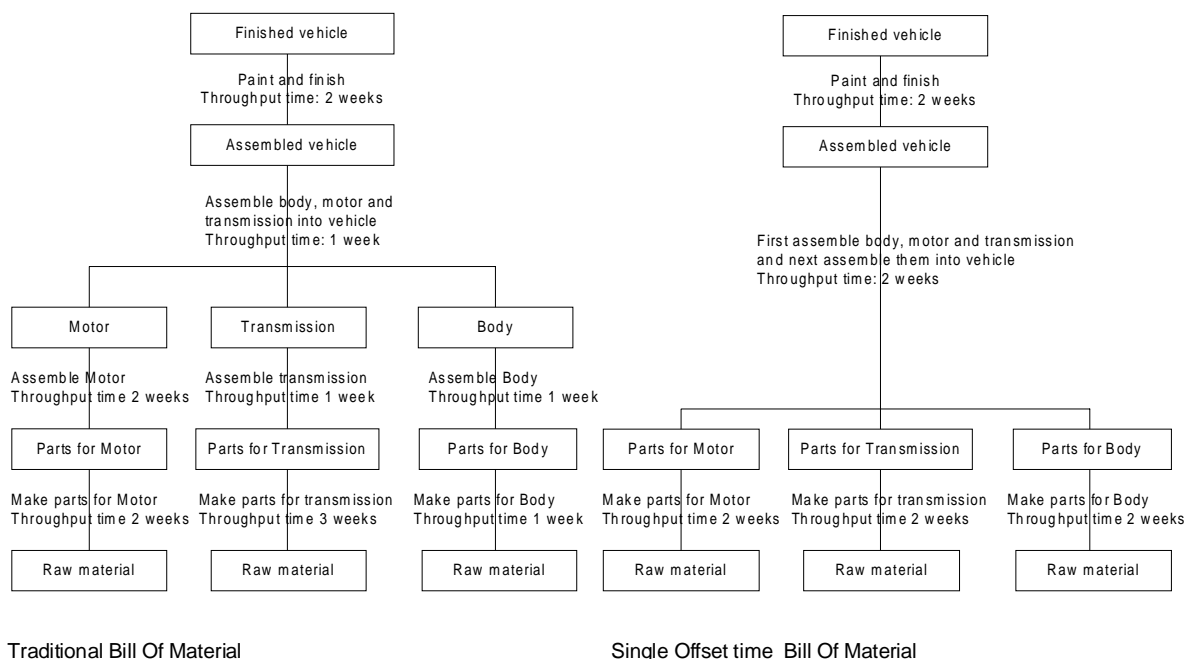 Finished vehicle
Paint and finish
Throughput time: 2 weeks
Assembled vehicle
Assemble body, motor and
transmission into vehicle
Throughput time: 1 week
Motor
Transmission
Body
Assemble Motor
Throughput time 2 weeks
Assemble transmission
Throughput time 1 week
Assemble Body
Throughput time 1 week
Parts for Motor
Parts for Transmission
Parts for Body
Make parts for Motor
Throughput time 2 weeks
Make parts for transmission
Throughput time 3 weeks
Make parts for Body
Throughput time 1 week
Raw material
Raw material
Raw material
Traditional Bill Of Material
Finished vehicle
Paint and finish
Throughput time: 2 weeks
Assembled vehicle
First assemble body, motor and transmission
and next assemble them into vehicle
Throughput time: 2 weeks
Parts for Motor
Parts for Transmission
Parts for Body
Make parts for Motor
Throughput time 2 weeks
Make parts for transmission
Throughput time 2 weeks
Make parts for Body
Throughput time 2 weeks
Raw material
Raw material
Raw material
Single Offset time Bill Of Material